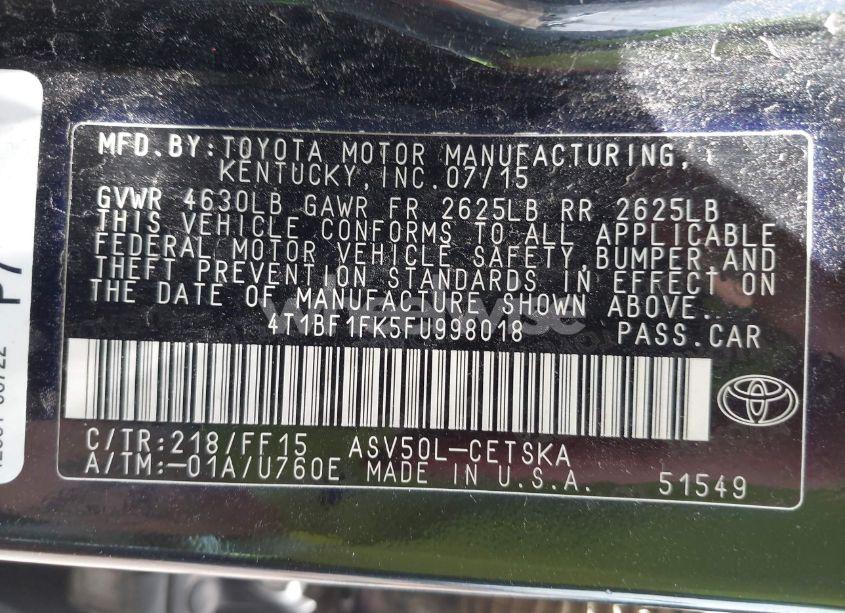 MFD.BY:TOYOTA MOTOR MANUFACTURING,
KENTUCKY,INC.07/15
GVWR 4630LB GAWR FR 2625LB RR 2625LB
THIS VEHICLE CONFORMS TO ALL APPLICABLE
FEDERAL MOTOR VEHICLE SAFETY,BUMPER,AND
THEFT PREVENTION STANDARDS IN EFFECT ON
THE DATE OF MANUFACTURE SHOWN ABOVE.
4T1BF1FK5FU998018 PASS.CAR
C/TR:218/FF15 ASV50L-CETSKA
A/TM:-01A/U760E MADE IN U.S.A. 51549